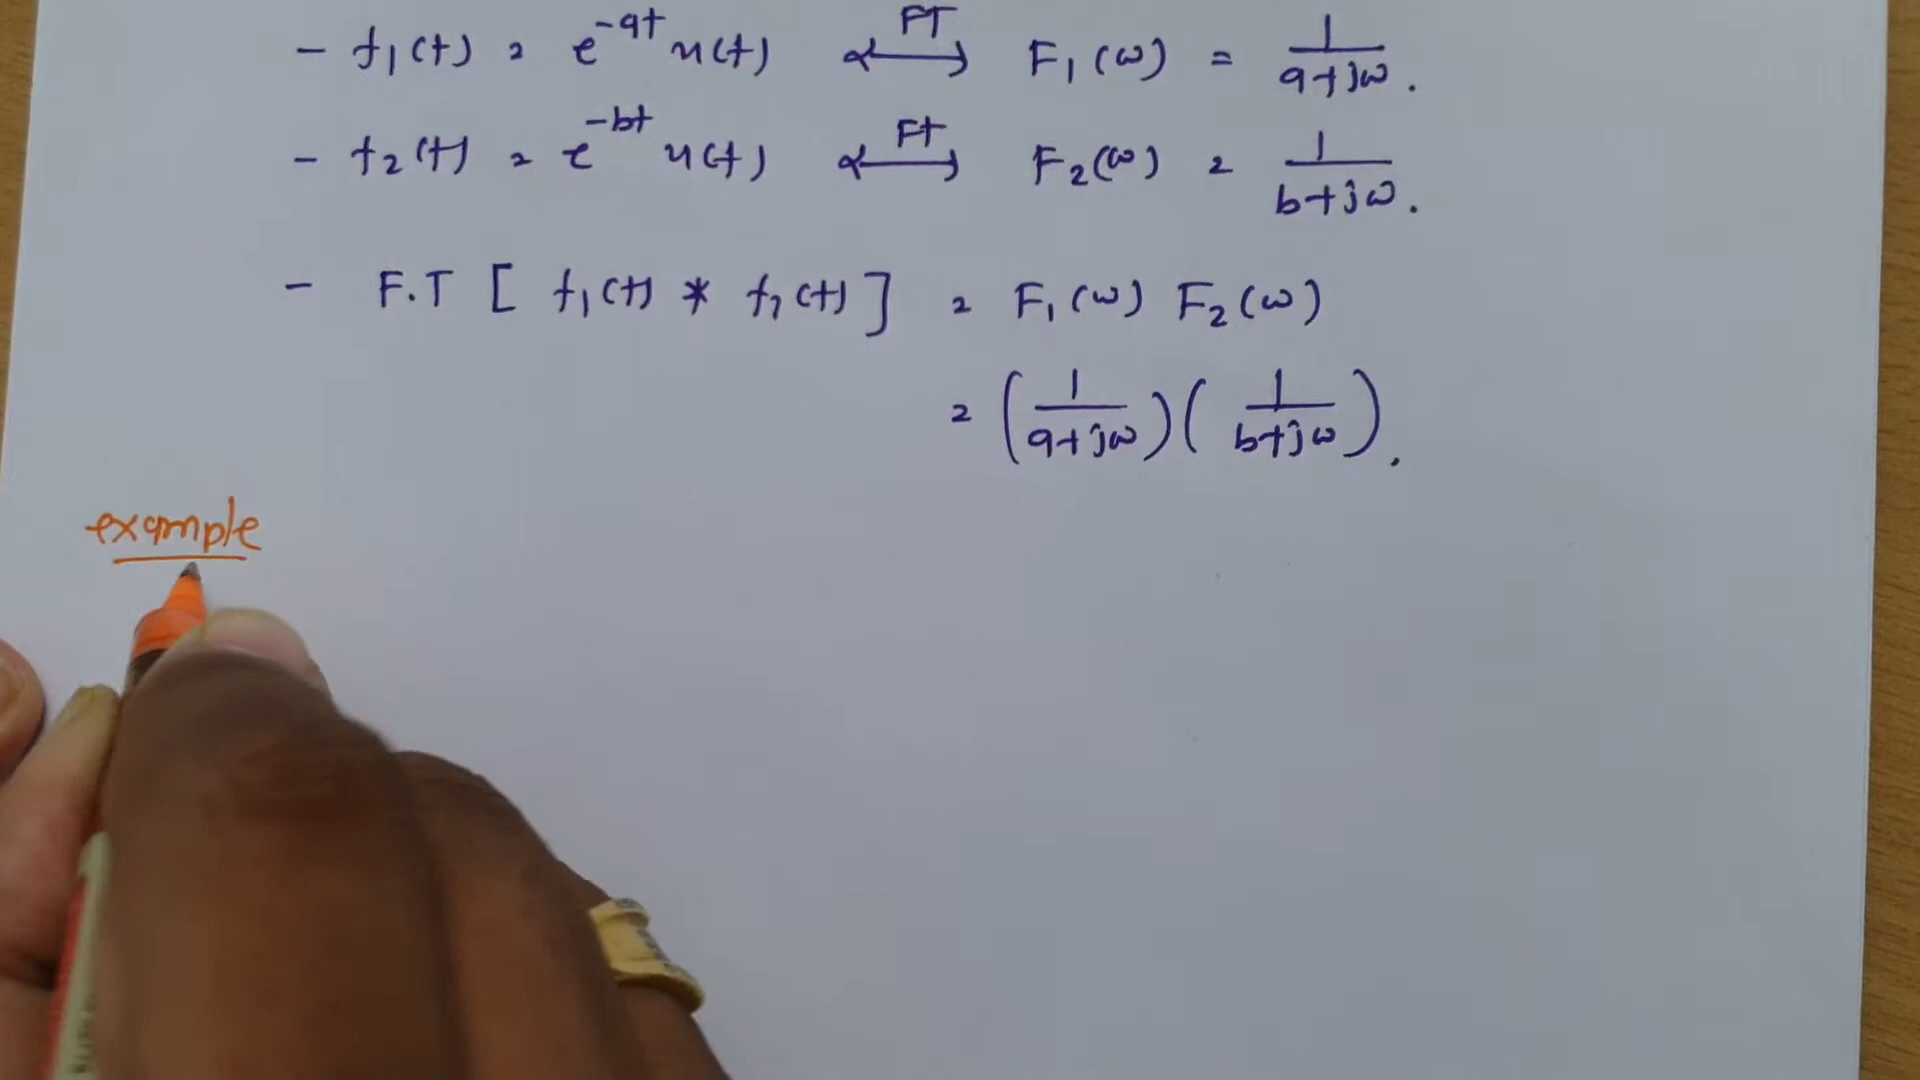 - f₁(t) = e^-at u(t) ⟷ FT F₁(ω) = 1/(a+jω).
- f₂(t) = e^-bt u(t) ⟷ FT F₂(ω) = 1/(b+jω).
- F.T [ f₁(t) * f₂(t) ] = F₁(ω) F₂(ω)
= (1/(a+jω)) (1/(b+jω)).
example